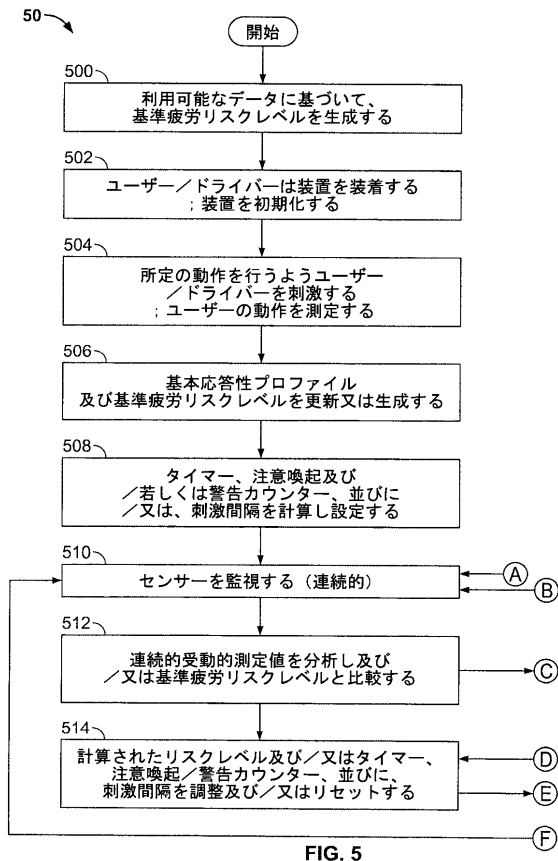 50
開始
500
利用可能なデータに基づいて、
基準疲労リスクレベルを生成する
502
ユーザー/ドライバーは装置を装着する
;装置を初期化する
504
所定の動作を行うようユーザー
/ドライバーを刺激する
;ユーザーの動作を測定する
506
基本応答性プロファイル
及び基準疲労リスクレベルを更新又は生成する
508
タイマー、注意喚起及び
/若しくは警告カウンター、並びに
/又は、刺激間隔を計算し設定する
510
センサーを監視する(連続的)
A
B
512
連続的受動的測定値を分析し及び
/又は基準疲労リスクレベルと比較する
C
514
計算されたリスクレベル及び/又はタイマー、
注意喚起/警告カウンター、並びに、
刺激間隔を調整及び/又はリセットする
D
E
F
FIG. 5